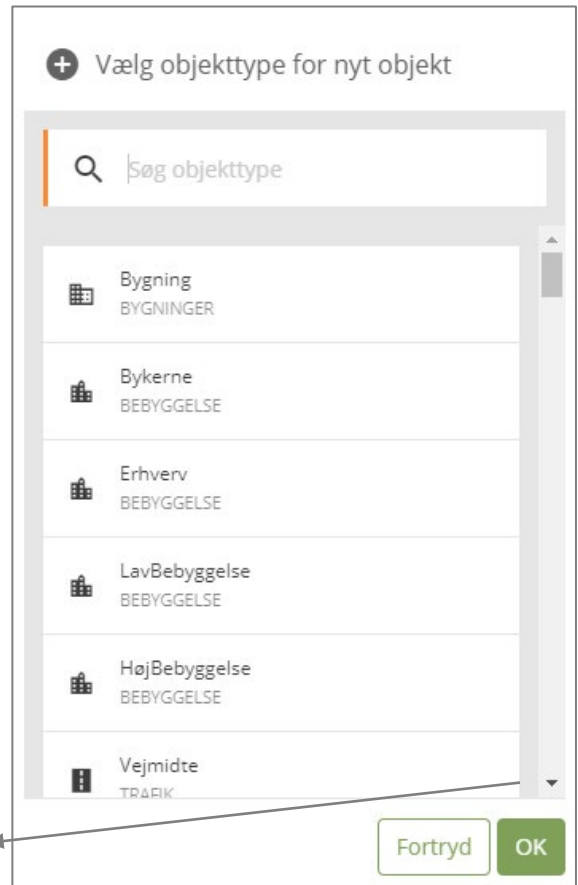 Vælg objekttype for nyt objekt
Søg objekttype
Bygning
BYGNINGER
Bykerne
BEBYGGELSE
Erhverv
BEBYGGELSE
LavBebyggelse
BEBYGGELSE
HøjBebyggelse
BEBYGGELSE
Vejmidte
TRAFIK
Fortryd OK